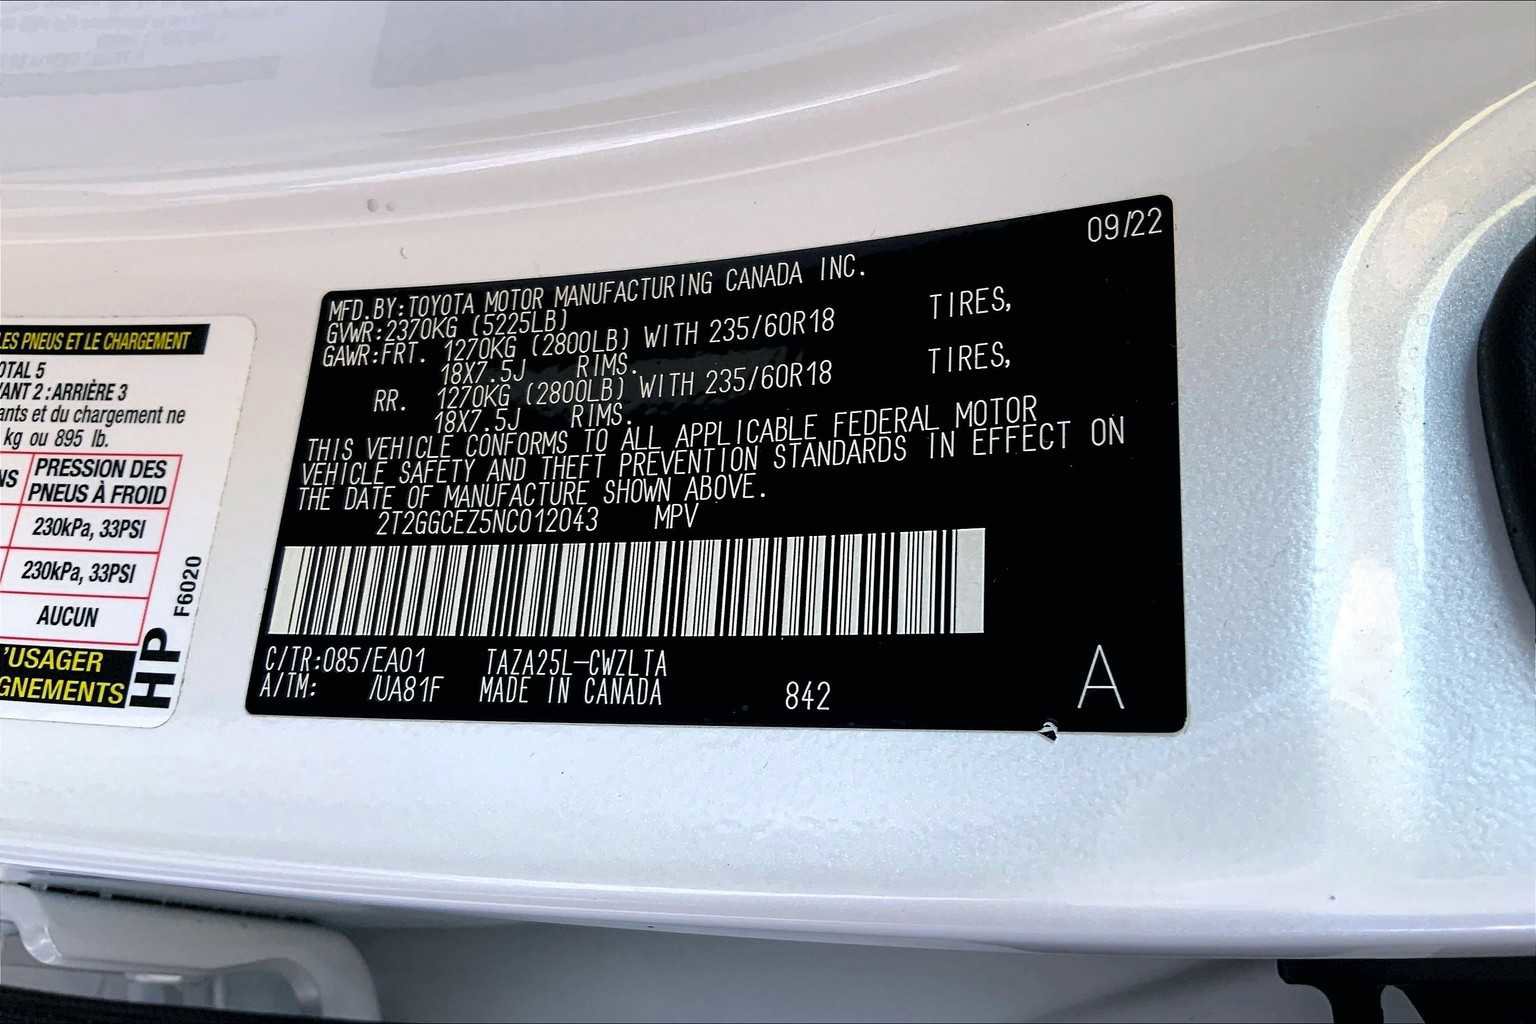 LES PNEUS ET LE CHARGEMENT
OTAL 5
VANT 2 : ARRIÈRE 3
ants et du chargement ne
kg ou 895 lb.
NS PRESSION DES
PNEUS À FROID
230kPa, 33PSI
230kPa, 33PSI
AUCUN
'USAGER
GNEMENTS
HP
F6020
09/22
MFD.BY:TOYOTA MOTOR MANUFACTURING CANADA INC.
GVWR:2370KG (5225LB)
GAWR:FRT. 1270KG (2800LB) WITH 235/60R18 TIRES,
18X7.5J RIMS.
RR. 1270KG (2800LB) WITH 235/60R18 TIRES,
18X7.5J RIMS.
THIS VEHICLE CONFORMS TO ALL APPLICABLE FEDERAL MOTOR
VEHICLE SAFETY AND THEFT PREVENTION STANDARDS IN EFFECT ON
THE DATE OF MANUFACTURE SHOWN ABOVE.
2T2GGCEZ5NC012043 MPV
C/TR:085/EA01 TAZA25L-CWZLTA
A/TM: /UA81F MADE IN CANADA 842
A